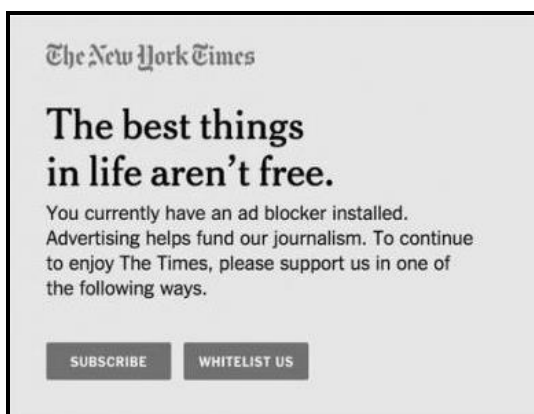 The New York Times
The best things
in life aren't free.
You currently have an ad blocker installed.
Advertising helps fund our journalism. To continue
to enjoy The Times, please support us in one of
the following ways.
SUBSCRIBE WHITELIST US